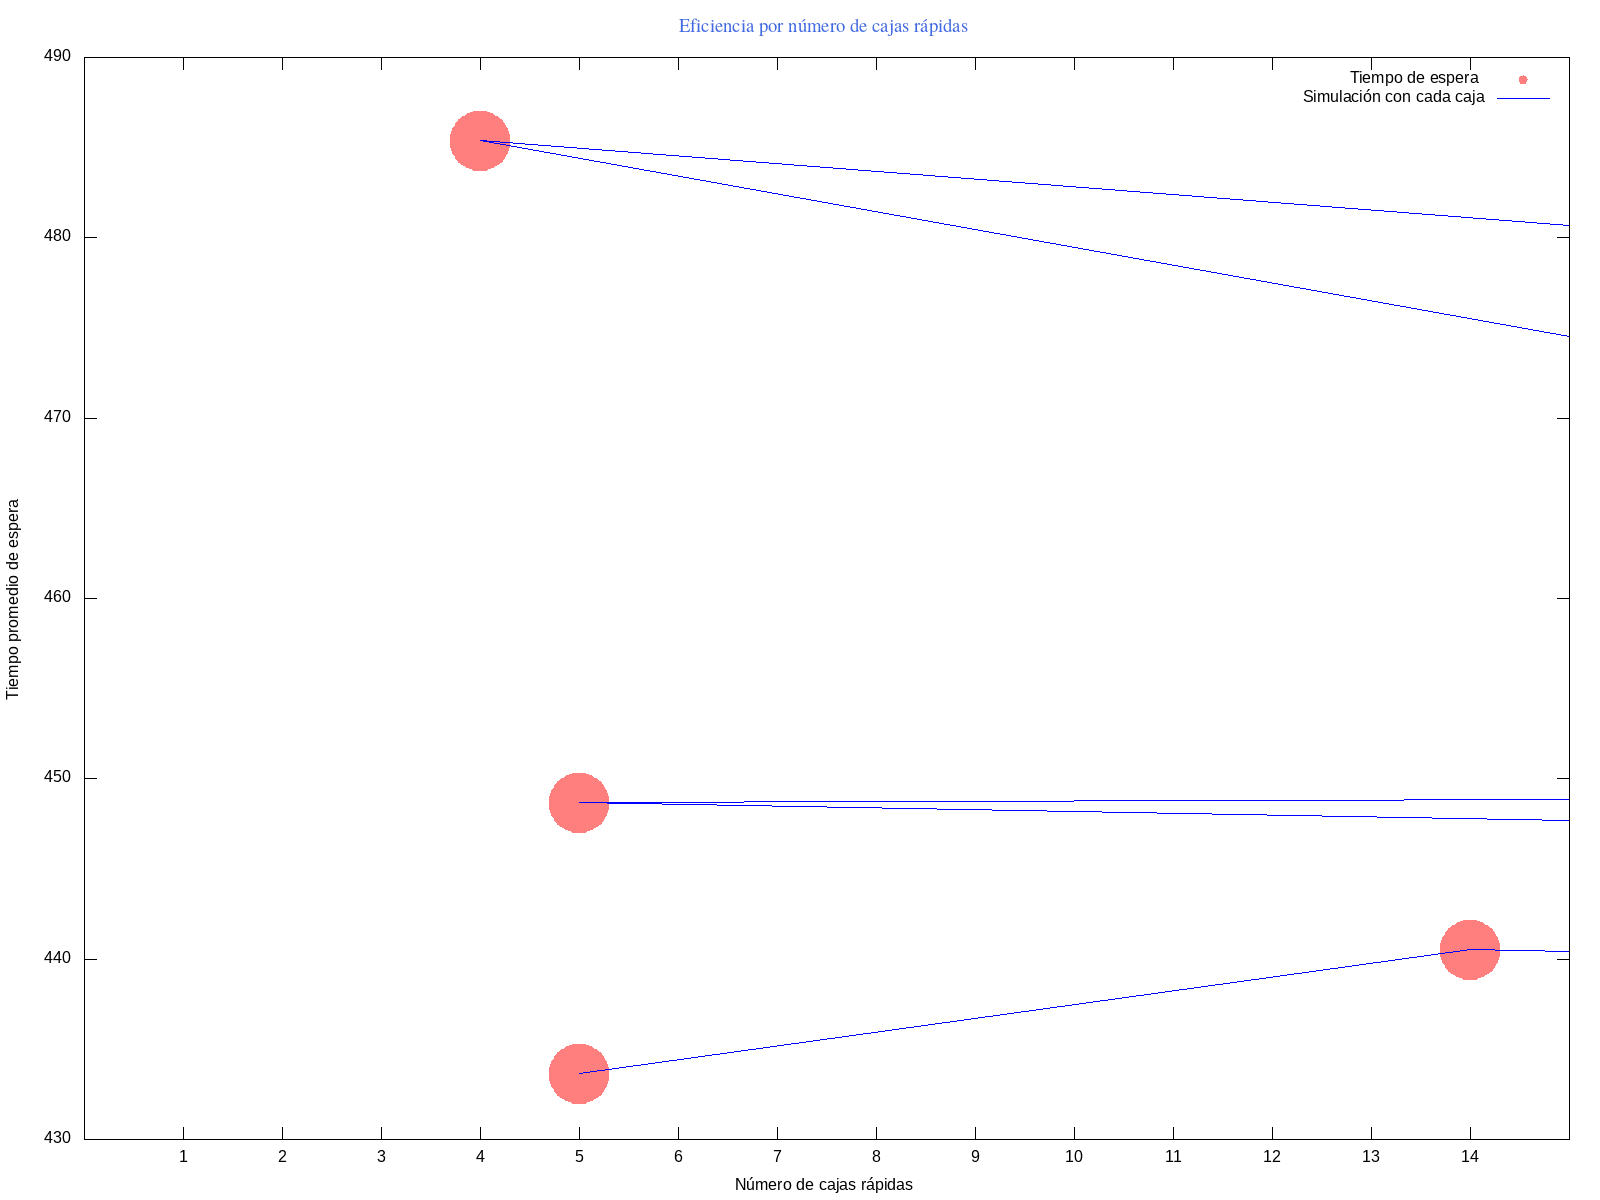 Eficiencia por número de cajas rápidas
Tiempo de espera
Simulación con cada caja
490
480
470
460
450
440
430
Tiempo promedio de espera
1 2 3 4 5 6 7 8 9 10 11 12 13 14
Número de cajas rápidas